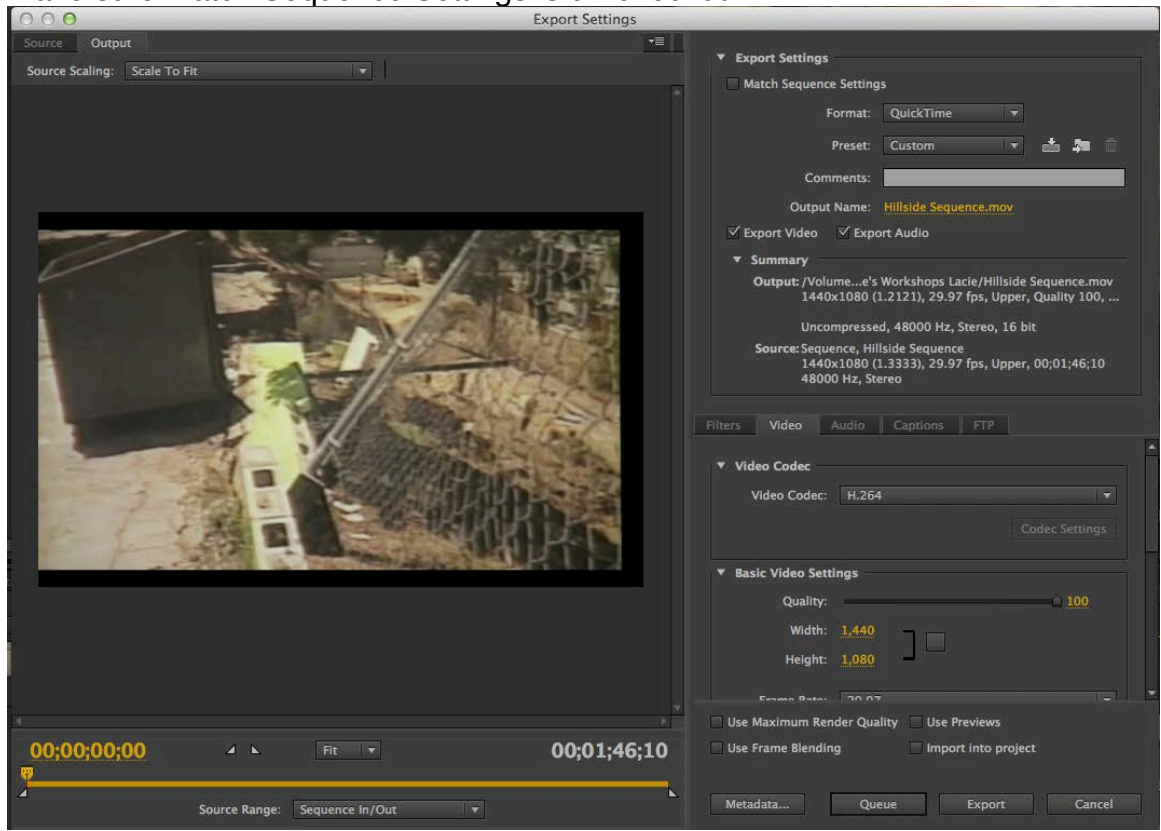 Export Settings
Source
Output
Source Scaling:
Scale To Fit
00;00;00;00
Fit
00;01;46;10
Source Range:
Sequence In/Out
Export Settings
Match Sequence Settings
Format:
QuickTime
Preset:
Custom
Comments:
Output Name:
Hillside Sequence.mov
Export Video
Export Audio
Summary
Output: /Volume...e's Workshops Lacie/Hillside Sequence.mov
1440x1080 (1.2121), 29.97 fps, Upper, Quality 100, ...
Uncompressed, 48000 Hz, Stereo, 16 bit
Source: Sequence, Hillside Sequence
1440x1080 (1.3333), 29.97 fps, Upper, 00;01;46;10
48000 Hz, Stereo
Filters
Video
Audio
Captions
FTP
Video Codec
Video Codec:
H.264
Codec Settings
Basic Video Settings
Quality:
100
Width:
1,440
Height:
1,080
Frame Rate:
29.97
Use Maximum Render Quality
Use Previews
Use Frame Blending
Import into project
Metadata...
Queue
Export
Cancel